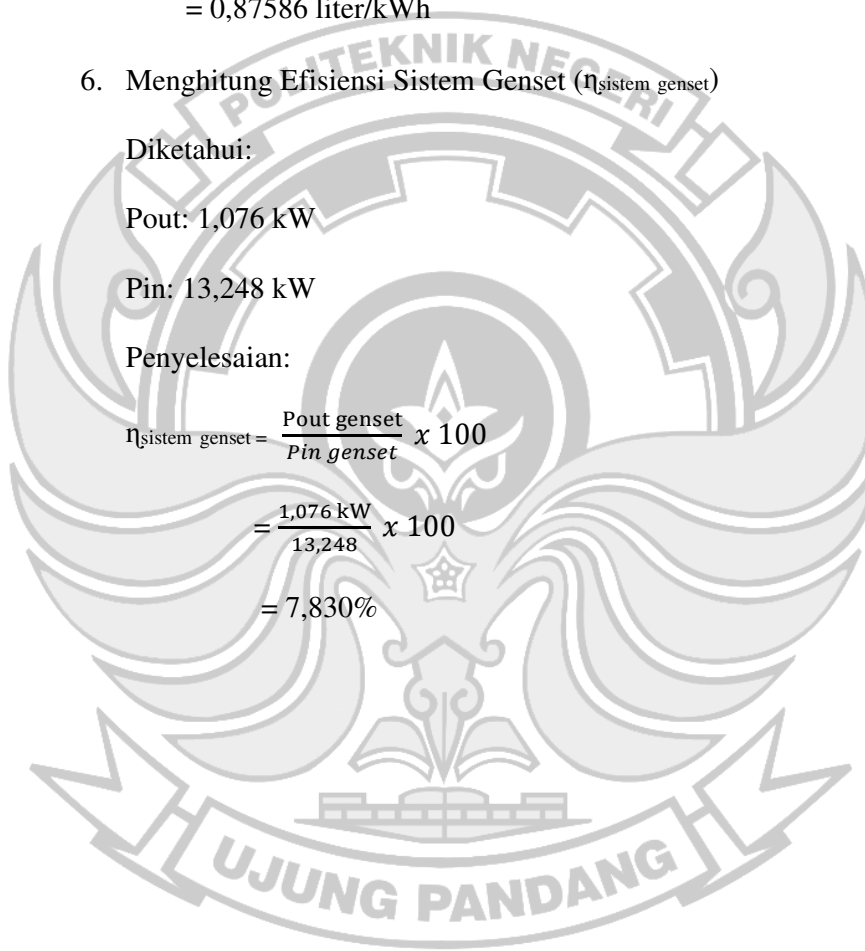 = 0,87586 liter/kWh
6. Menghitung Efisiensi Sistem Genset (ηsistem genset)
Diketahui:
Pout: 1,076 kW
Pin: 13,248 kW
Penyelesaian:
ηsistem genset = Pout genset / Pin genset x 100
= 1,076 kW / 13,248 x 100
= 7,830%
POLITEKNIK NEGERI
UJUNG PANDANG